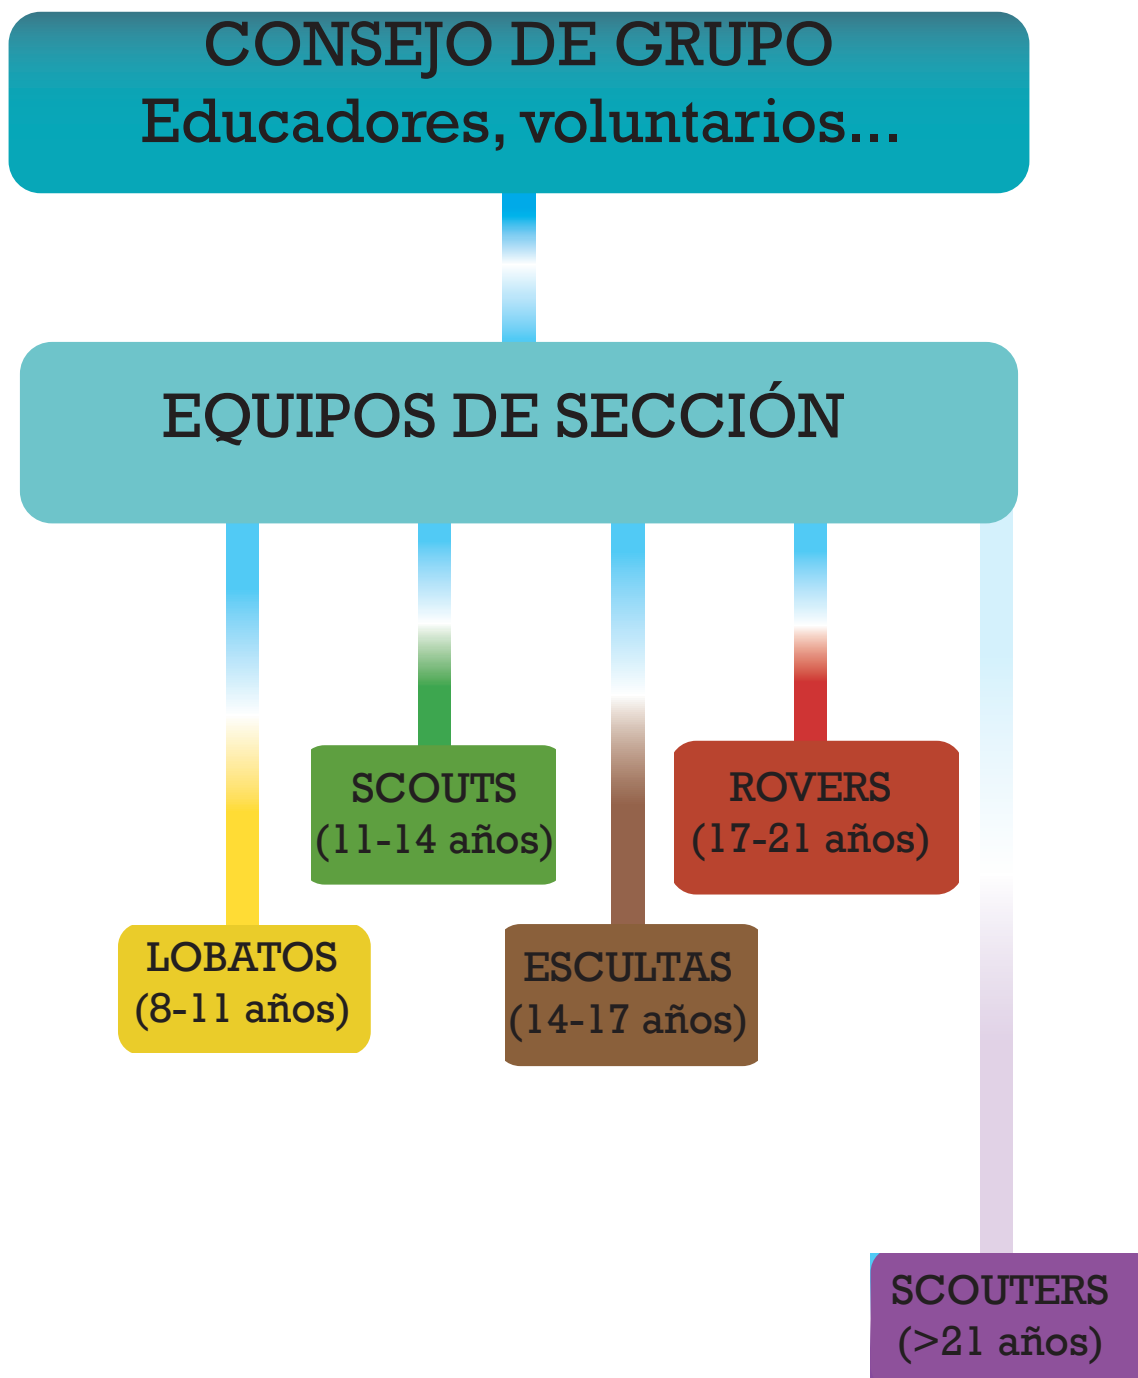 CONSEJO DE GRUPO
Educadores, voluntarios...
EQUIPOS DE SECCIÓN
SCOUTS
(11-14 años)
ROVERS
(17-21 años)
LOBATOS
(8-11 años)
ESCULTAS
(14-17 años)
SCOUTERS
(>21 años)